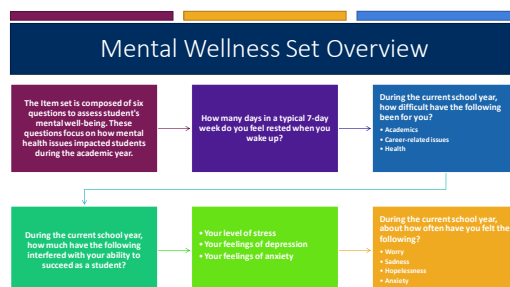 Mental Wellness Set Overview
The Item set is composed of six
questions to assess student's
mental well-being. These
questions focus on how mental
health issues impacted students
during the academic year.
How many days in a typical 7-day
week do you feel rested when you
wake up?
During the current school year,
how difficult have the following
been for you?
• Academics
• Career-related issues
• Health
During the current school year,
how much have the following
interfered with your ability to
succeed as a student?
• Your level of stress
• Your feelings of depression
• Your feelings of anxiety
During the current school year,
about how often have you felt the
following?
• Worry
• Sadness
• Hopelessness
• Anxiety